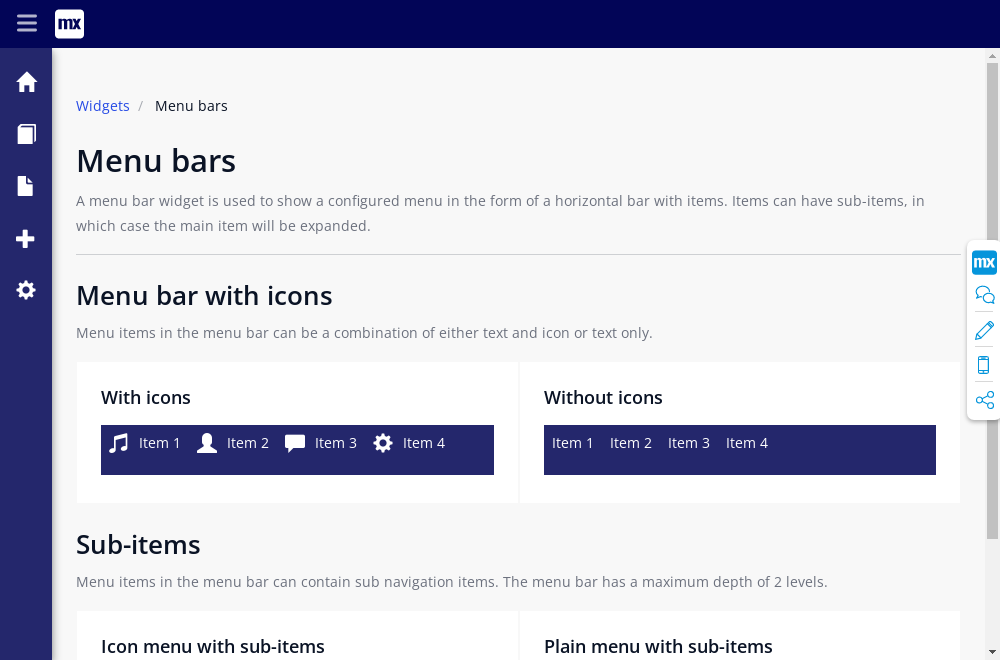 mx
Widgets / Menu bars
Menu bars
A menu bar widget is used to show a configured menu in the form of a horizontal bar with items. Items can have sub-items, in
which case the main item will be expanded.
mx
Menu bar with icons
Menu items in the menu bar can be a combination of either text and icon or text only.
With icons
Item 1 Item 2 Item 3 Item 4
Without icons
Item 1 Item 2 Item 3 Item 4
Sub-items
Menu items in the menu bar can contain sub navigation items. The menu bar has a maximum depth of 2 levels.
Icon menu with sub-items
Plain menu with sub-items